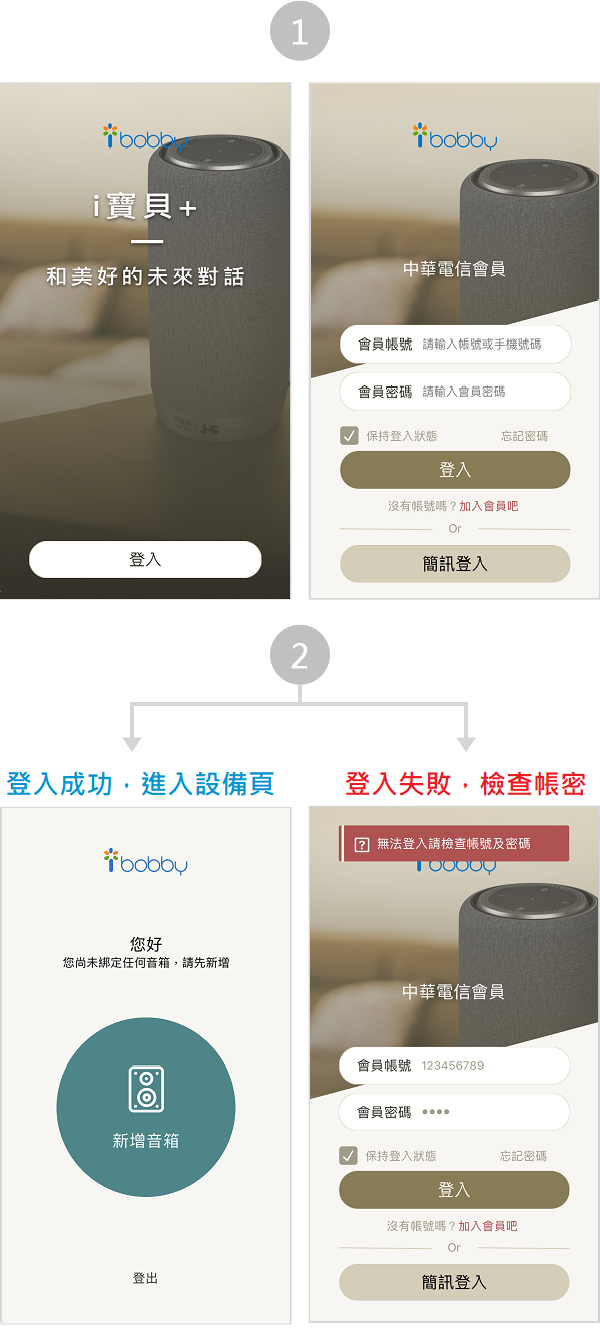 1
ibobby
i寶貝+
和美好的未來對話
登入
ibobby
中華電信會員
會員帳號 請輸入帳號或手機號碼
會員密碼 請輸入會員密碼
保持登入狀態 忘記密碼
登入
沒有帳號嗎？加入會員吧
Or
簡訊登入
2
登入成功，進入設備頁
登入失敗，檢查帳密
ibobby
您好
您尚未綁定任何音箱，請先新增
新增音箱
登出
無法登入請檢查帳號及密碼
ibobby
中華電信會員
會員帳號 123456789
會員密碼 ••••
保持登入狀態 忘記密碼
登入
沒有帳號嗎？加入會員吧
Or
簡訊登入